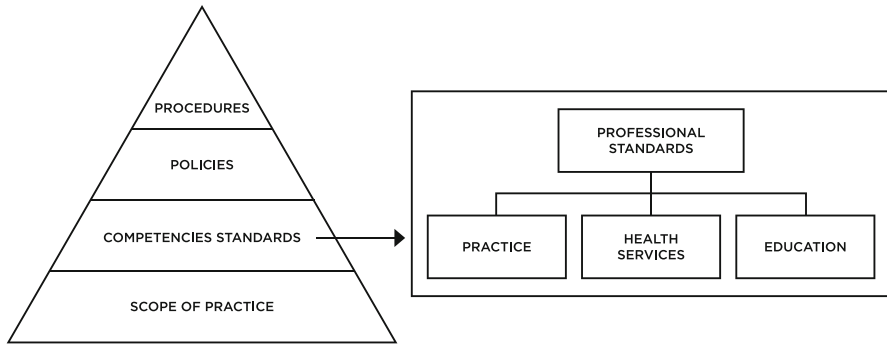 PROCEDURES
POLICIES
COMPETENCIES STANDARDS
SCOPE OF PRACTICE
PROFESSIONAL
STANDARDS
PRACTICE
HEALTH
SERVICES
EDUCATION